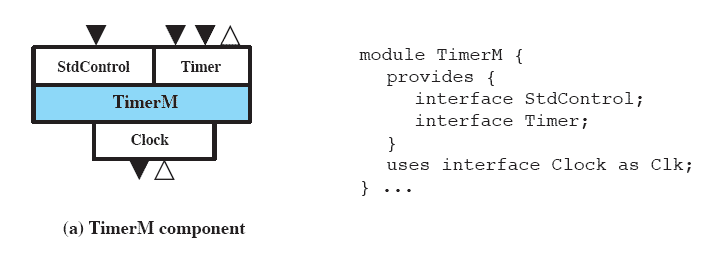 StdControl Timer
TimerM
Clock
(a) TimerM component
module TimerM {
provides {
interface StdControl;
interface Timer;
}
uses interface Clock as Clk;
} ...